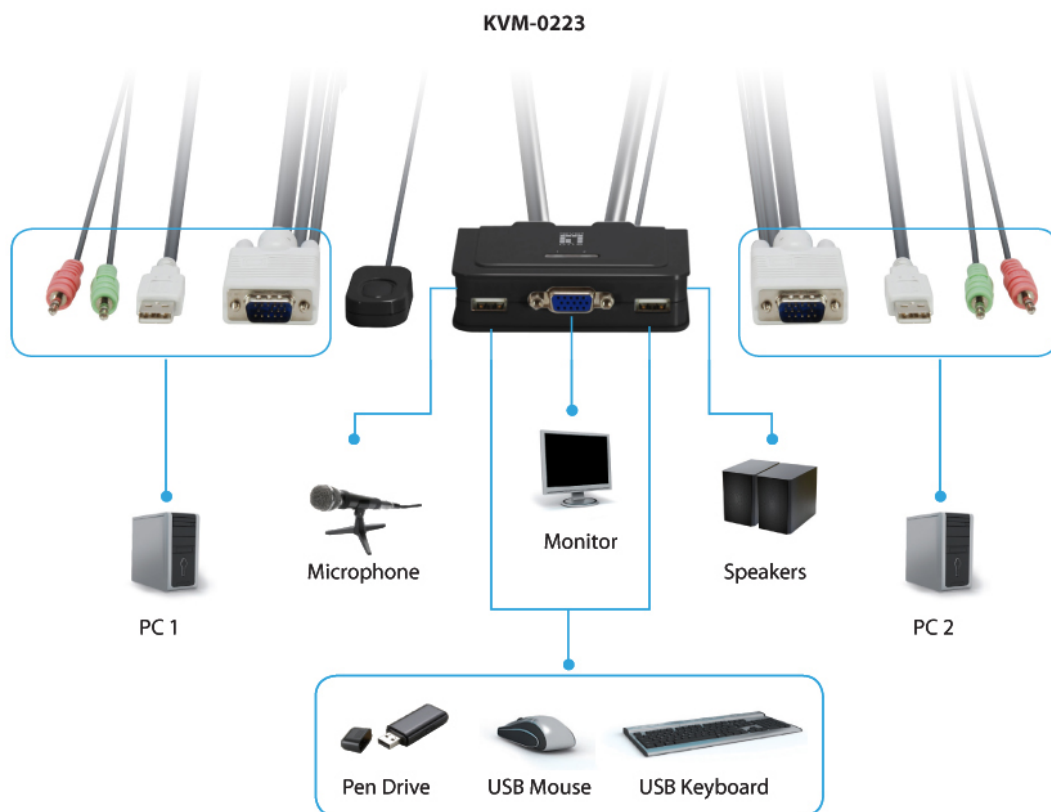 KVM-0223
Microphone
Monitor
Speakers
PC 1
PC 2
Pen Drive
USB Mouse
USB Keyboard